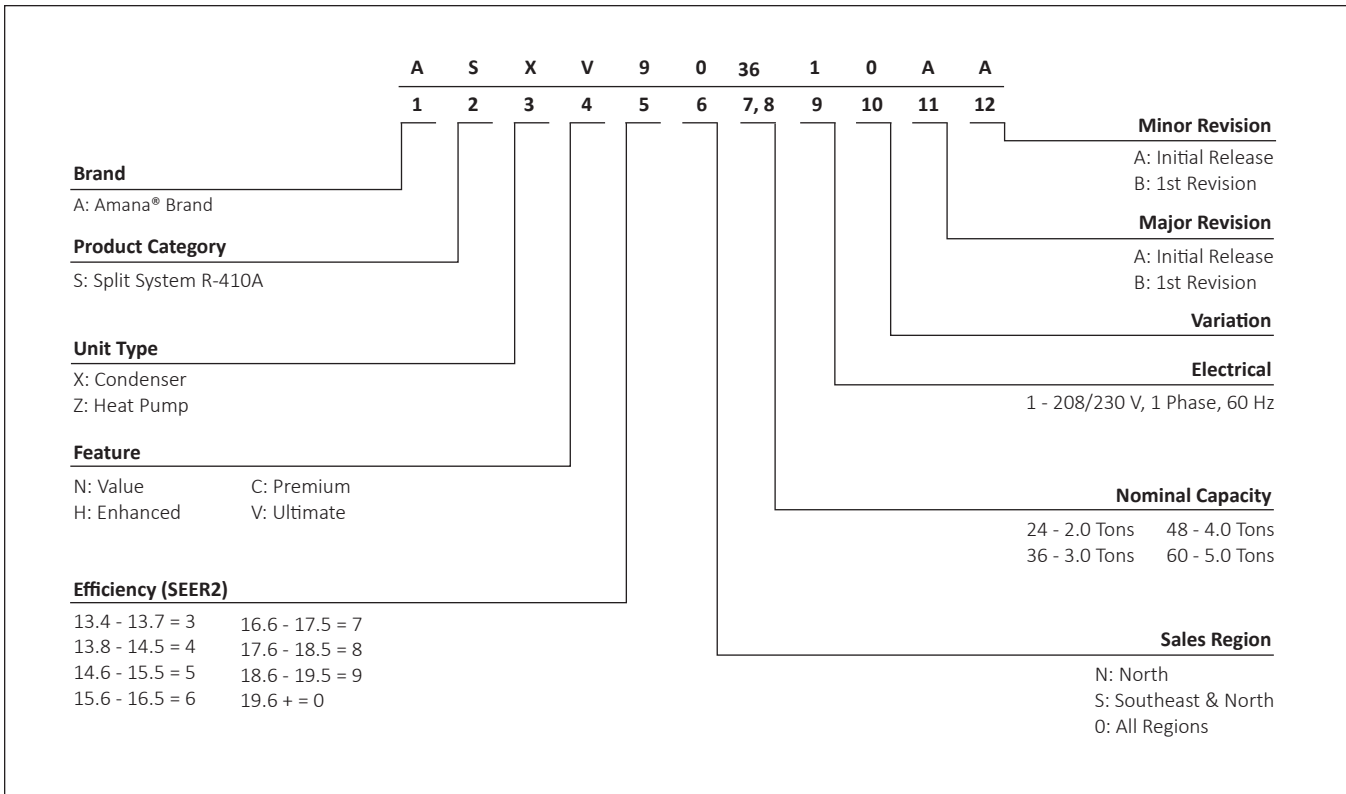 A S X V 9 0 36 1 0 A A
1 2 3 4 5 6 7, 8 9 10 11 12
Brand
A: Amana® Brand
Product Category
S: Split System R-410A
Unit Type
X: Condenser
Z: Heat Pump
Feature
N: Value C: Premium
H: Enhanced V: Ultimate
Efficiency (SEER2)
13.4 - 13.7 = 3 16.6 - 17.5 = 7
13.8 - 14.5 = 4 17.6 - 18.5 = 8
14.6 - 15.5 = 5 18.6 - 19.5 = 9
15.6 - 16.5 = 6 19.6 + = 0
Minor Revision
A: Initial Release
B: 1st Revision
Major Revision
A: Initial Release
B: 1st Revision
Variation
Electrical
1 - 208/230 V, 1 Phase, 60 Hz
Nominal Capacity
24 - 2.0 Tons 48 - 4.0 Tons
36 - 3.0 Tons 60 - 5.0 Tons
Sales Region
N: North
S: Southeast & North
0: All Regions